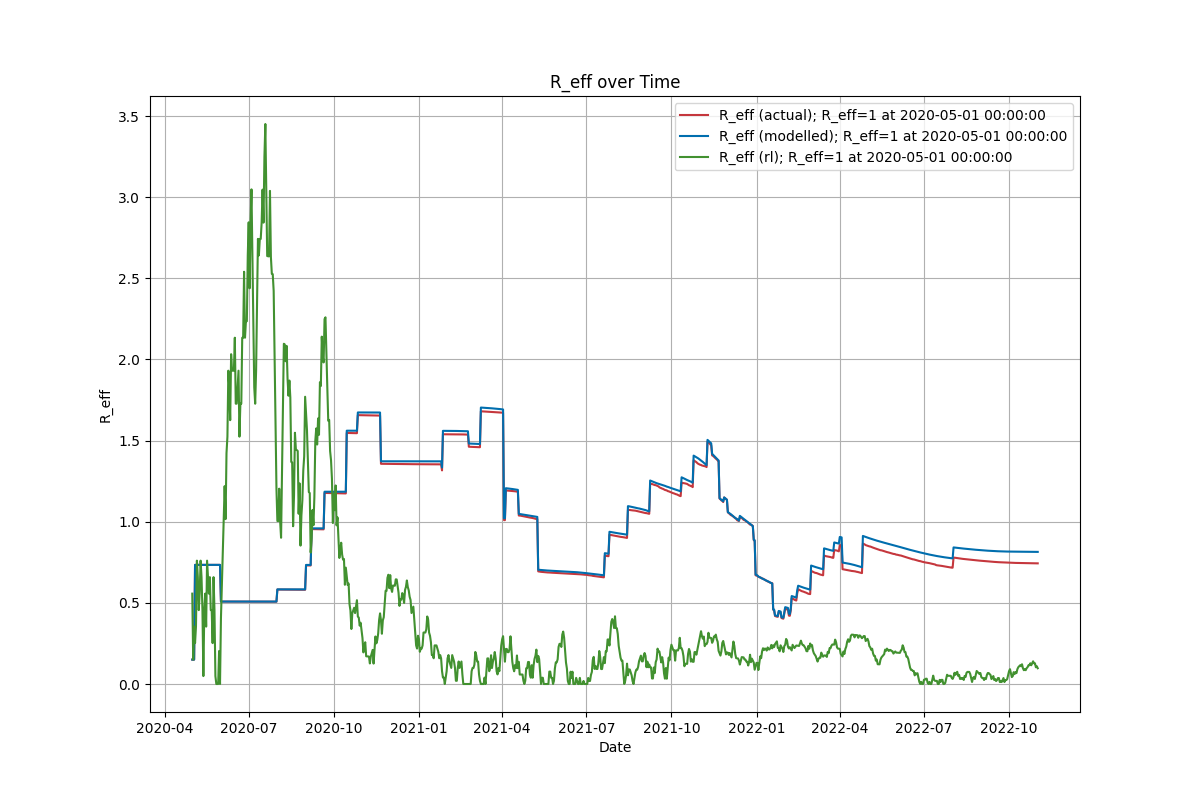 R_eff over Time
R_eff (actual); R_eff=1 at 2020-05-01 00:00:00
R_eff (modelled); R_eff=1 at 2020-05-01 00:00:00
R_eff (rl); R_eff=1 at 2020-05-01 00:00:00
3.5
3.0
2.5
2.0
1.5
1.0
0.5
0.0
R_eff
2020-04 2020-07 2020-10 2021-01 2021-04 2021-07 2021-10 2022-01 2022-04 2022-07 2022-10
Date